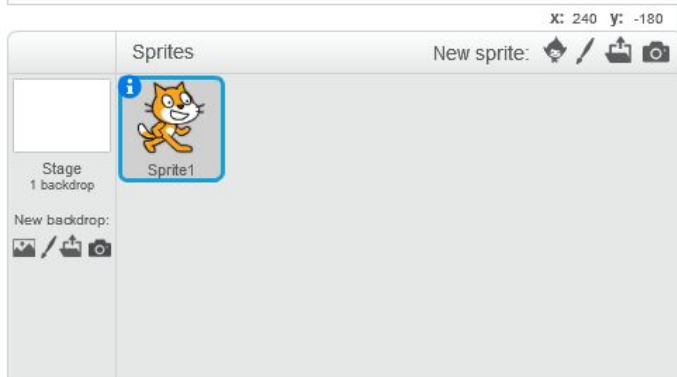 x: 240 y: -180
Sprites
New sprite:
i
Sprite1
Stage
1 backdrop
New backdrop: